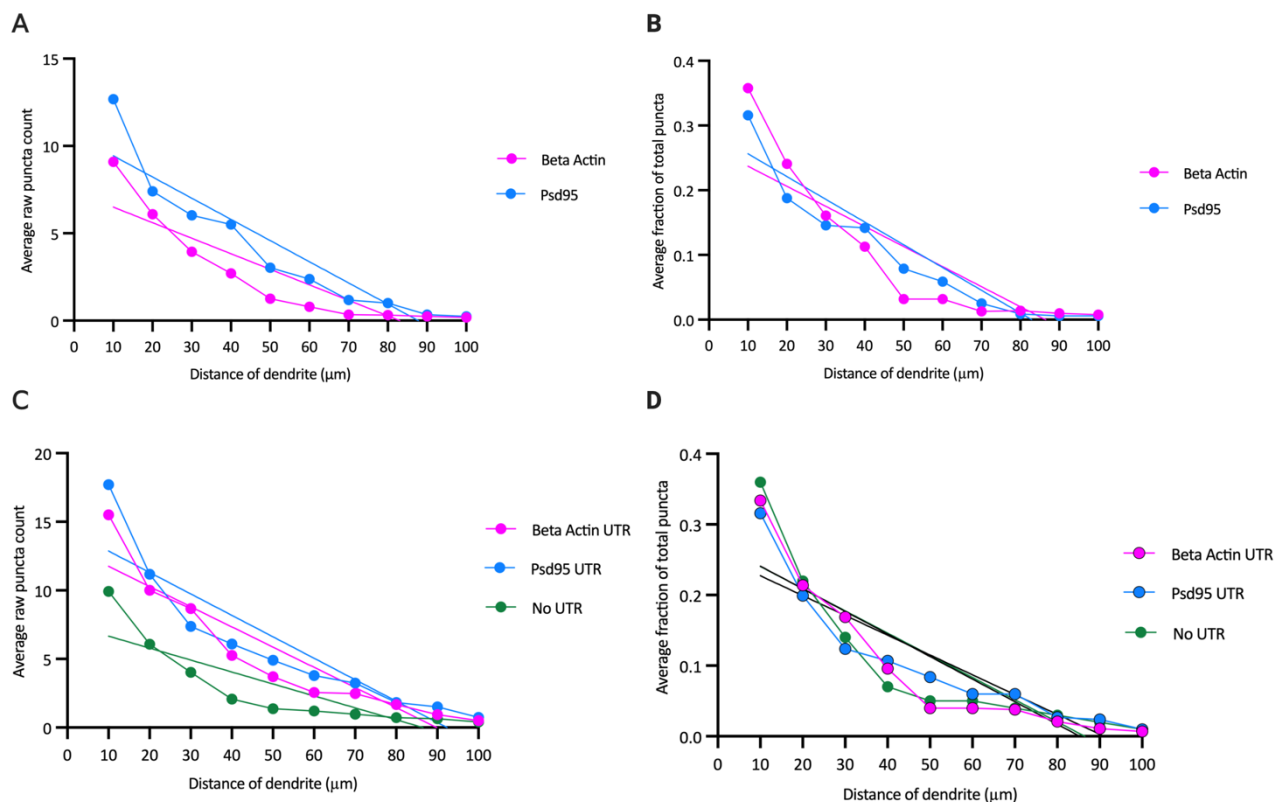 A
Average raw puncta count
15
10
5
0
0 10 20 30 40 50 60 70 80 90 100
Distance of dendrite (μm)
Beta Actin
Psd95
B
Average fraction of total puncta
0.4
0.3
0.2
0.1
0.0
0 10 20 30 40 50 60 70 80 90 100
Distance of dendrite (μm)
Beta Actin
Psd95
C
Average raw puncta count
20
15
10
5
0
0 10 20 30 40 50 60 70 80 90 100
Distance of dendrite (μm)
Beta Actin UTR
Psd95 UTR
No UTR
D
Average fraction of total puncta
0.4
0.3
0.2
0.1
0.0
0 10 20 30 40 50 60 70 80 90 100
Distance of dendrite (μm)
Beta Actin UTR
Psd95 UTR
No UTR